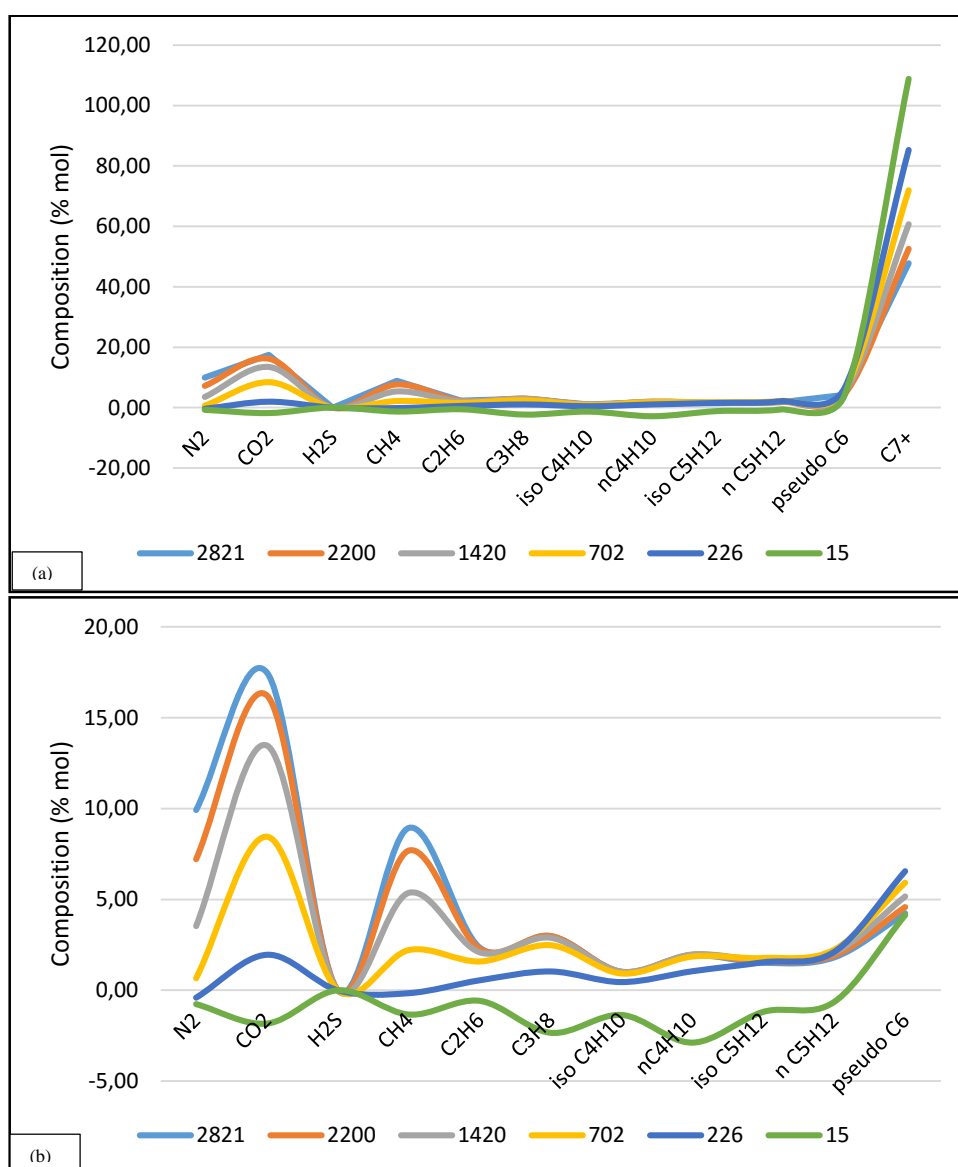 120,00
100,00
80,00
60,00
40,00
20,00
0,00
-20,00
Composition (% mol)
N2
CO2
H2S
CH4
C2H6
C3H8
iso C4H10
nC4H10
iso C5H12
n C5H12
pseudo C6
C7+
2821 2200 1420 702 226 15
(a)
20,00
15,00
10,00
5,00
0,00
-5,00
Composition (% mol)
N2
CO2
H2S
CH4
C2H6
C3H8
iso C4H10
nC4H10
iso C5H12
n C5H12
pseudo C6
2821 2200 1420 702 226 15
(b)